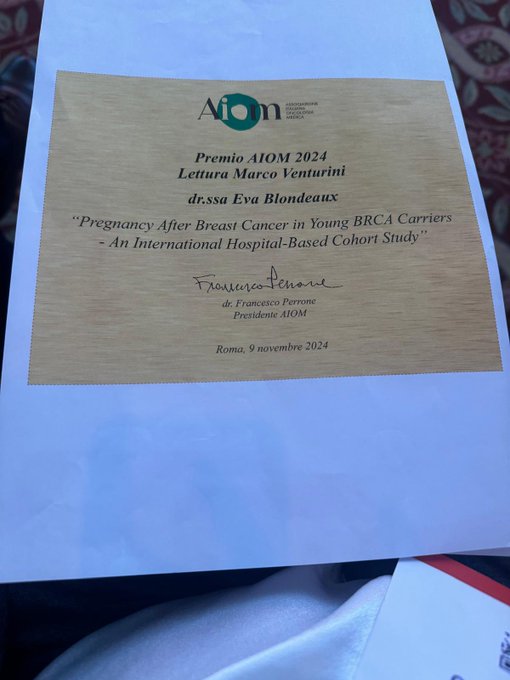 Aiom
ASSOCIAZIONE
ITALIANA
ONCOLOGIA
MEDICA
Premio AIOM 2024
Lettura Marco Venturini
dr.ssa Eva Blondeaux
“Pregnancy After Breast Cancer in Young BRCA Carriers
- An International Hospital-Based Cohort Study”
Francesco Perrone
dr. Francesco Perrone
Presidente AIOM
Roma, 9 novembre 2024